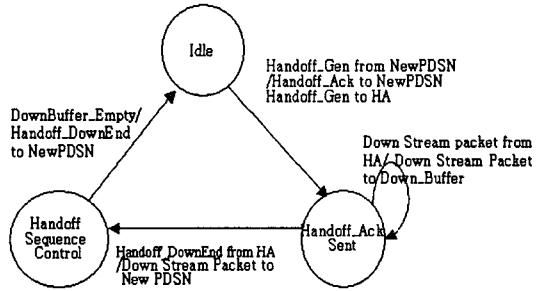 Idle
Handoff_Gen from NewPDSN
/Handoff_Ack to NewPDSN
Handoff_Gen to HA
DownBuffer_Empty/
Handoff_DownEnd
to NewPDSN
Down Stream packet from
HA/ Down Stream Packet
to Down_Buffer
Handoff
Sequence
Control
Handoff_Ack
Sent
Handoff_DownEnd from HA
/Down Stream Packet to
New PDSN